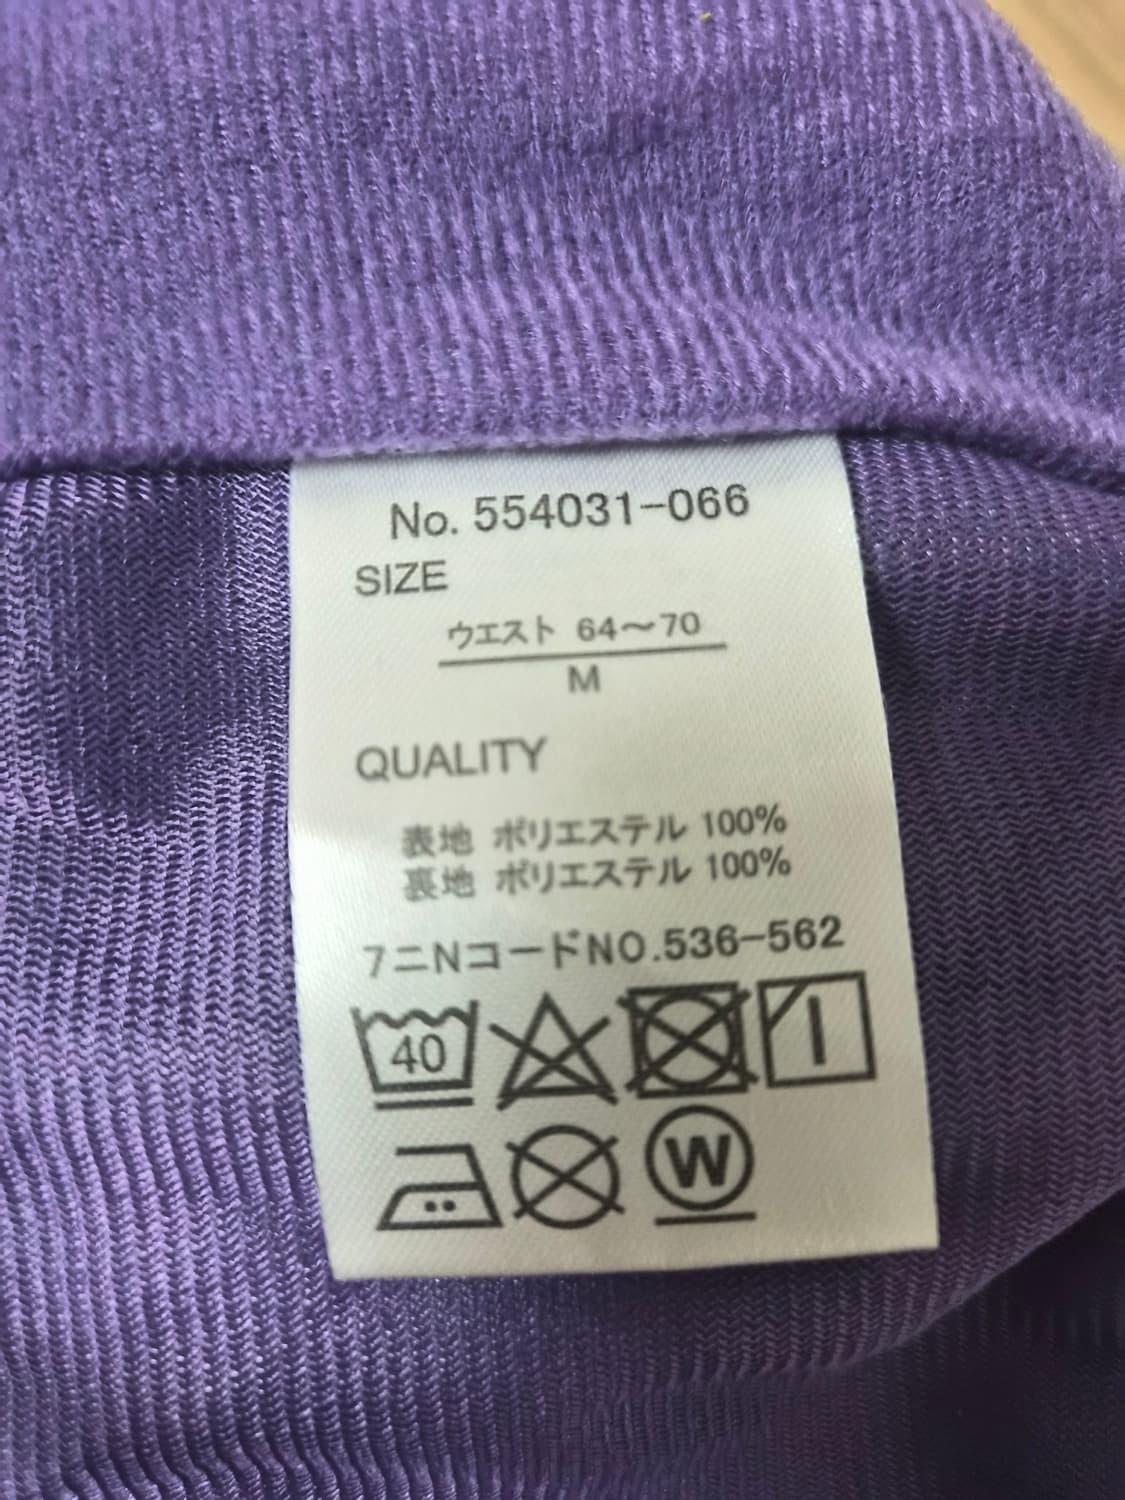 No. 554031-066
SIZE
ウエスト 64〜70
M
QUALITY
表地 ポリエステル 100%
裏地 ポリエステル 100%
7ニNコードNO.536-562
40
W